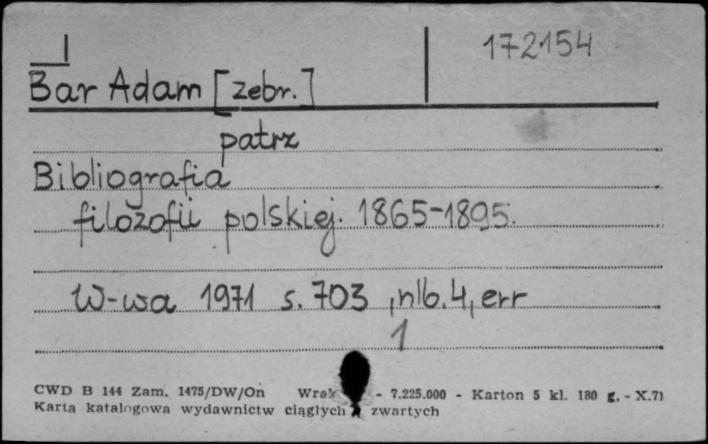 172154
Bar Adam [zebr.]
patrz
Bibliografia
filozofii polskiej. 1865-1895.
W-wa 1971 s. 703, nlb. 4, err
1
CWD B 144 Zam. 1475/DW/On - 7.225.000 - Karton 5 kl. 180 g. - X.71
Karta katalogowa wydawnictw ciągłych zwartych